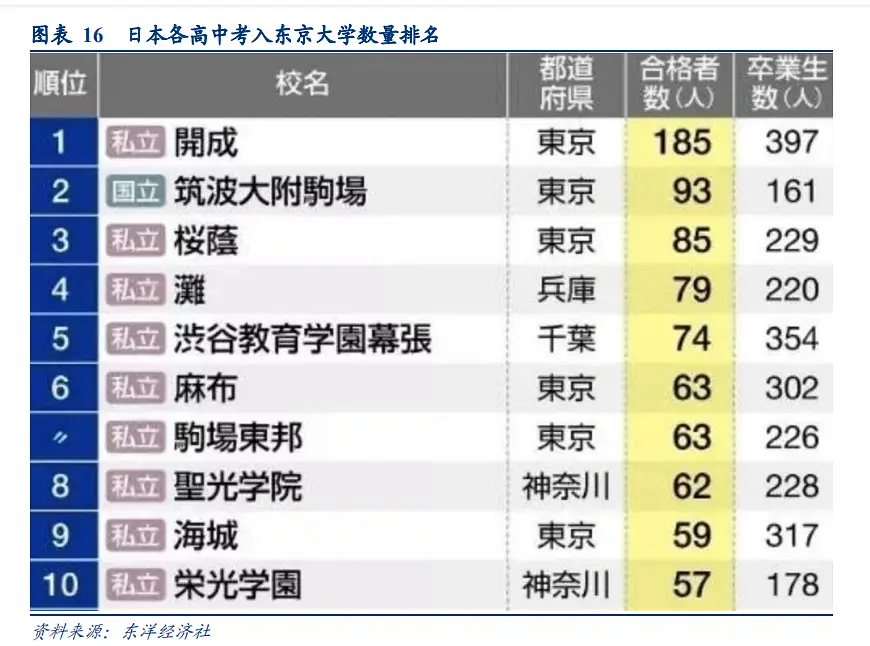 图表 16 日本各高中考入东京大学数量排名
順位 校名 都道府県 合格者数(人) 卒業生数(人)
1 私立 開成 東京 185 397
2 国立 筑波大附駒場 東京 93 161
3 私立 桜蔭 東京 85 229
4 私立 灘 兵庫 79 220
5 私立 渋谷教育学園幕張 千葉 74 354
6 私立 麻布 東京 63 302
〃 私立 駒場東邦 東京 63 226
8 私立 聖光学院 神奈川 62 228
9 私立 海城 東京 59 317
10 私立 栄光学園 神奈川 57 178
资料来源：东洋经济社